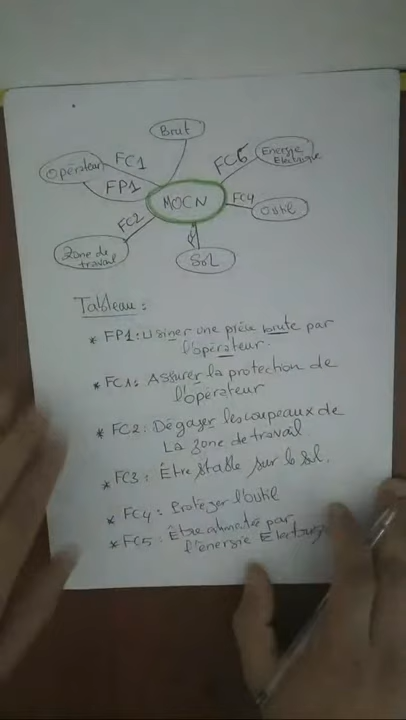 Brut
Opérateur
FC1
FP1
FC5
Energie
Electrique
MOCN
FC4
Outil
FC2
Zone de
travail
Sol
Tableau :
* FP1 : Usiner une pièce brute par
l'opérateur.
* FC1 : Assurer la protection de
l'opérateur
* FC2 : Dégager les coupeaux de
La zone de travail
* FC3 : Être stable sur le sol.
* FC4 : Protéger l'outil
* FC5 : Être alimenté par
l'énergie Electrique